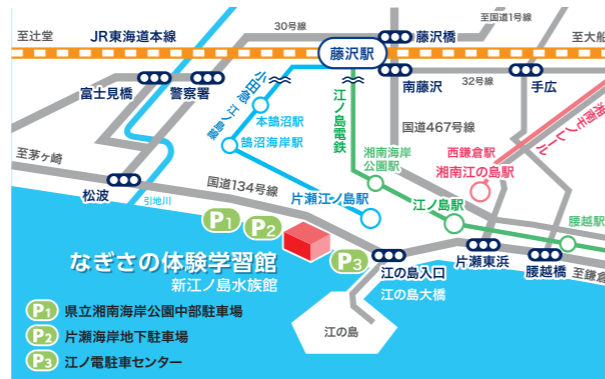 至辻堂
JR東海道本線
30号線
藤沢橋
至国道1号線
至大船
藤沢駅
富士見橋
警察署
小田急 江ノ島線
南藤沢
32号線
手広
本鵠沼駅
江ノ島電鉄
国道467号線
湘南モノレール
鵠沼海岸駅
至茅ヶ崎
湘南海岸
公園駅
西鎌倉駅
湘南江の島駅
松波
引地川
国道134号線
片瀬江ノ島駅
江ノ島駅
腰越駅
P1
P2
P3
なぎさの体験学習館
新江ノ島水族館
江の島入口
片瀬東浜
腰越橋
至鎌倉
江の島大橋
P1 県立湘南海岸公園中部駐車場
P2 片瀬海岸地下駐車場
P3 江ノ電駐車センター
江の島